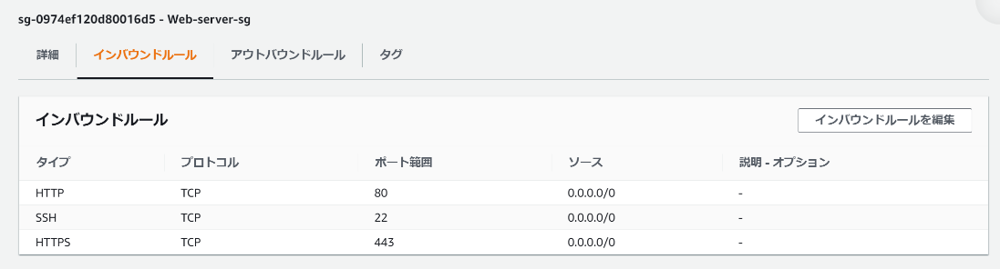 sg-0974ef120d80016d5 - Web-server-sg
詳細 インバウンドルール アウトバウンドルール タグ
インバウンドルール インバウンドルールを編集
タイプ プロトコル ポート範囲 ソース 説明 - オプション
HTTP TCP 80 0.0.0.0/0 -
SSH TCP 22 0.0.0.0/0 -
HTTPS TCP 443 0.0.0.0/0 -